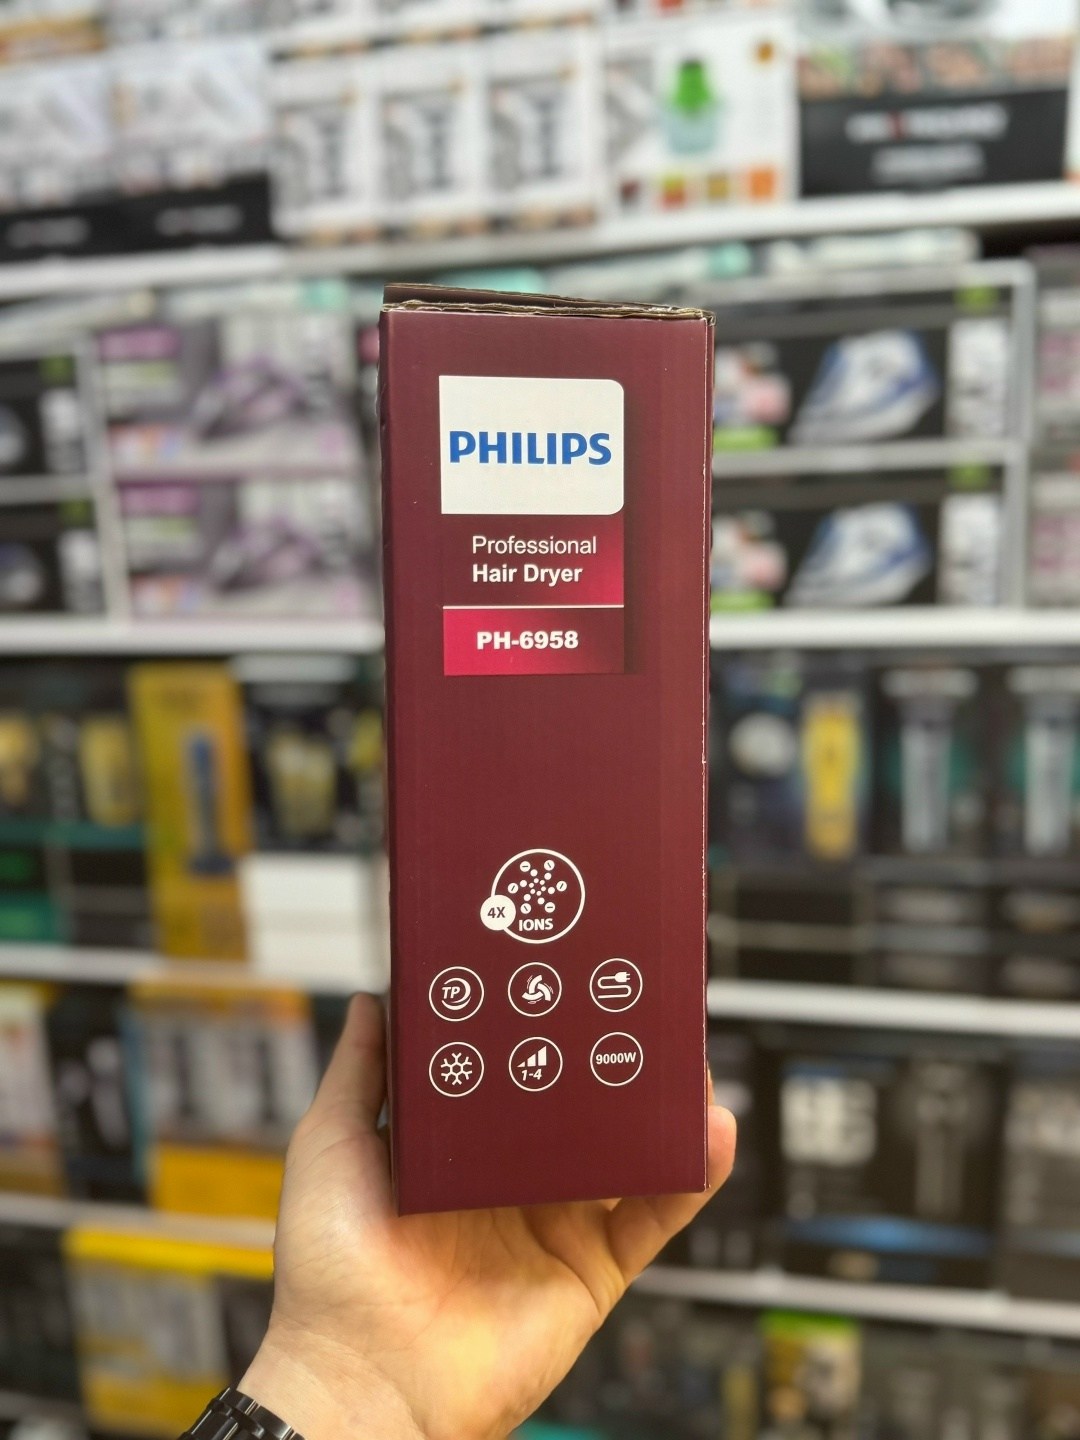 PHILIPS
Professional
Hair Dryer
PH-6958
4X
IONS
TP
1-4
9000W